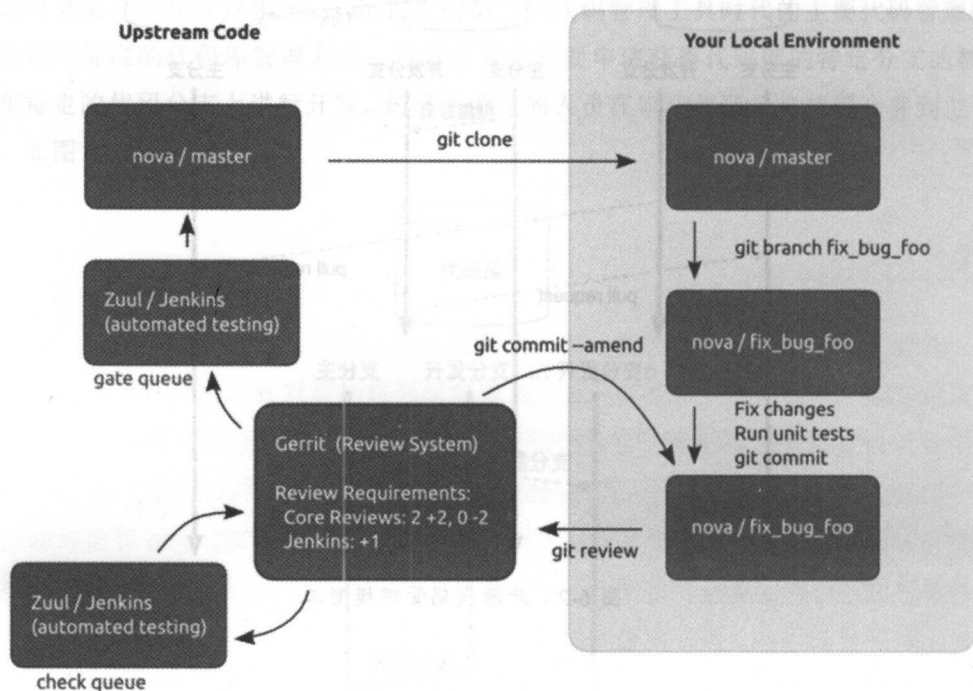 Upstream Code
Your Local Environment
nova / master
git clone
nova / master
git branch fix_bug_foo
Zuul / Jenkins
(automated testing)
gate queue
nova / fix_bug_foo
git commit –amend
Fix changes
Run unit tests
git commit
Gerrit (Review System)
Review Requirements:
Core Reviews: 2 +2, 0 -2
Jenkins: +1
git review
nova / fix_bug_foo
Zuul / Jenkins
(automated testing)
check queue